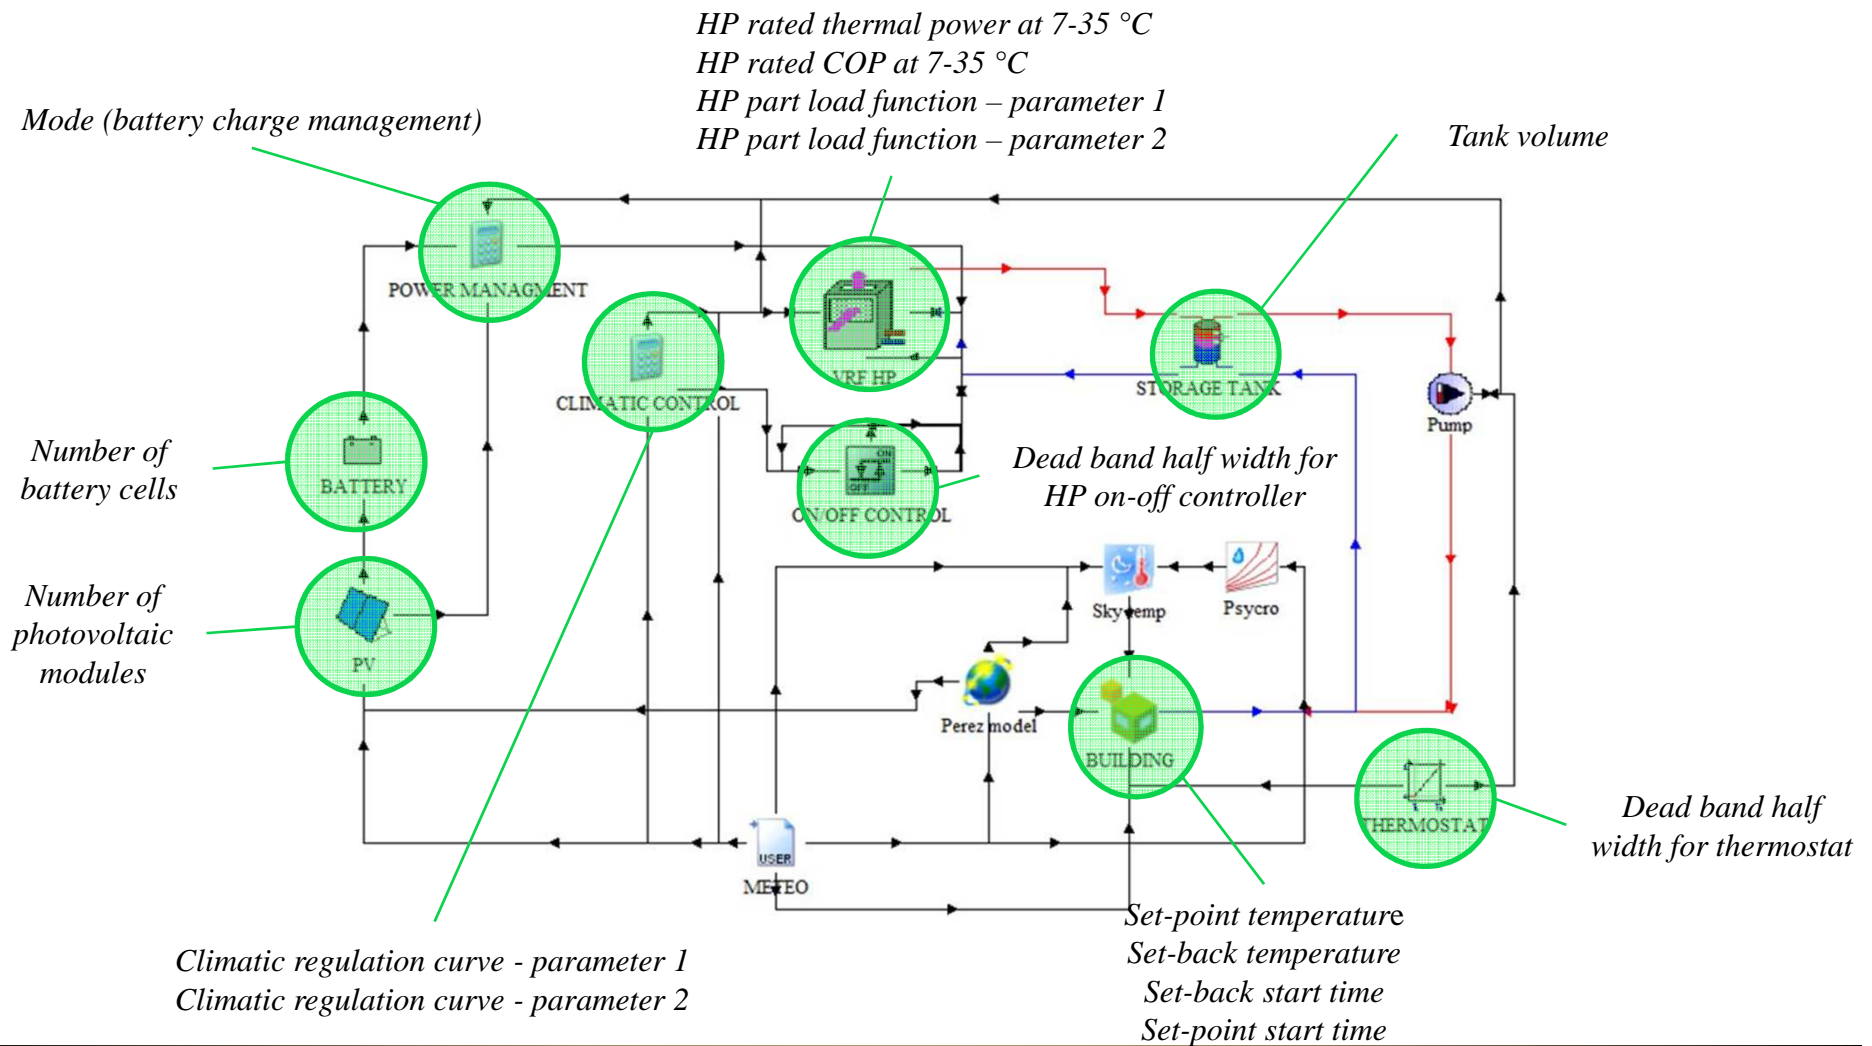 HP rated thermal power at 7-35 °C
HP rated COP at 7-35 °C
HP part load function – parameter 1
HP part load function – parameter 2
Mode (battery charge management)
Tank volume
POWER MANAGMENT
VRF HP
CLIMATIC CONTROL
STORAGE TANK
Pump
Number of
battery cells
BATTERY
ON
OFF
ON/OFF CONTROL
Dead band half width for
HP on-off controller
Number of
photovoltaic
modules
PV
Sky temp
Psycro
Perez model
BUILDING
THERMOSTAT
Dead band half
width for thermostat
USER
METEO
Climatic regulation curve - parameter 1
Climatic regulation curve - parameter 2
Set-point temperature
Set-back temperature
Set-back start time
Set-point start time